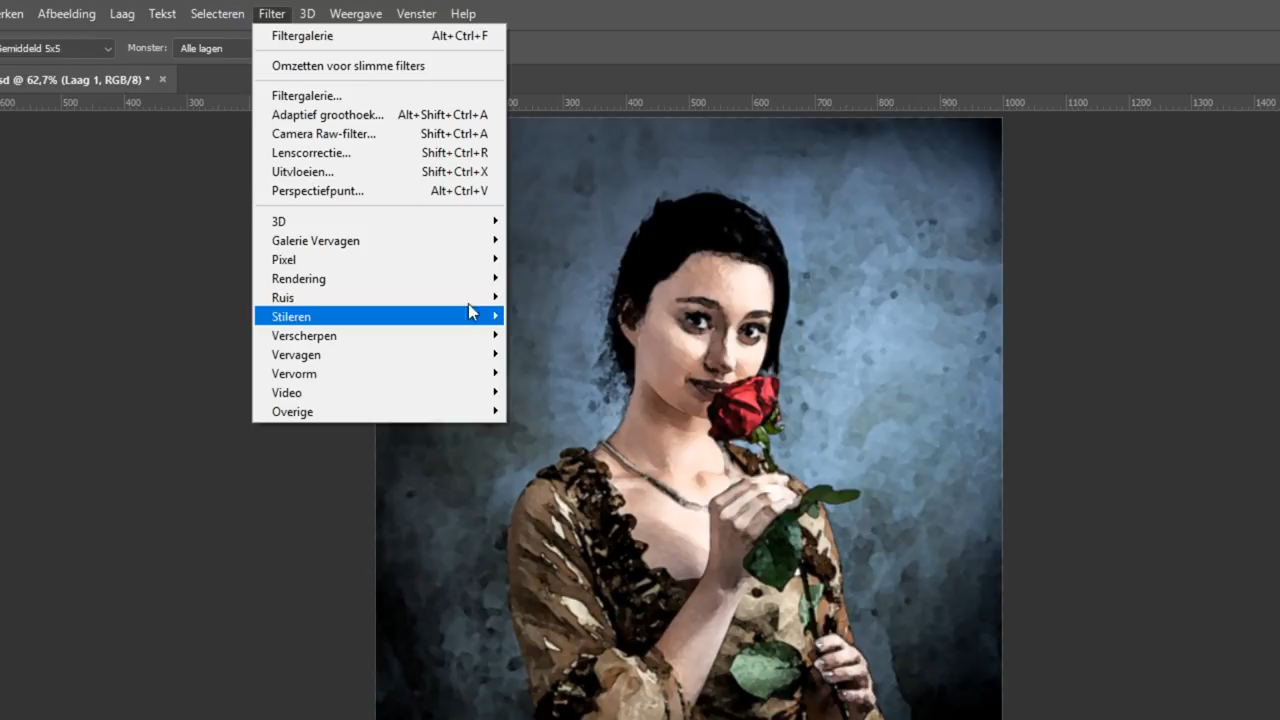 rken Afbeelding Laag Tekst Selecteren Filter 3D Weergave Venster Help
Gemiddeld 5x5 Monster: Alle lagen
sd @ 62,7% (Laag 1, RGB/8) *
600 500 400 300 00 300 400 500 600 700 800 900 1000 1100 1200 1300 1400
Filtergalerie Alt+Ctrl+F
Omzetten voor slimme filters
Filtergalerie...
Adaptief groothoek... Alt+Shift+Ctrl+A
Camera Raw-filter... Shift+Ctrl+A
Lenscorrectie... Shift+Ctrl+R
Uitvloeien... Shift+Ctrl+X
Perspectiefpunt... Alt+Ctrl+V
3D
Galerie Vervagen
Pixel
Rendering
Ruis
Stileren
Verscherpen
Vervagen
Vervorm
Video
Overige